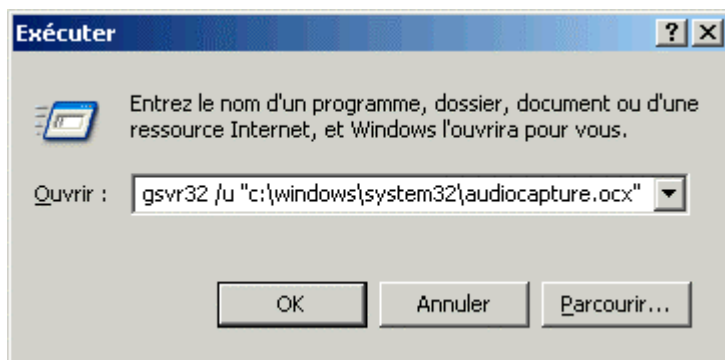 Exécuter
Entrez le nom d'un programme, dossier, document ou d'une
ressource Internet, et Windows l'ouvrira pour vous.
Ouvrir : gsvr32 /u "c:\windows\system32\audiocapture.ocx"
OK Annuler Parcourir...